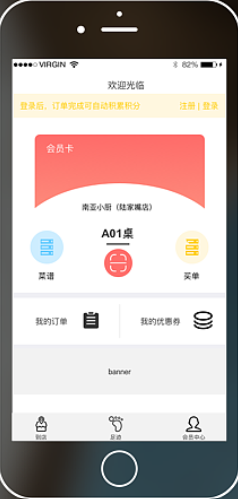 VIRGIN 82%
欢迎光临
登录后，订单完成可自动积累积分 注册 | 登录
会员卡
南亚小厨（陆家嘴店）
A01桌
菜谱 买单
我的订单 我的优惠券
banner
到店 足迹 会员中心